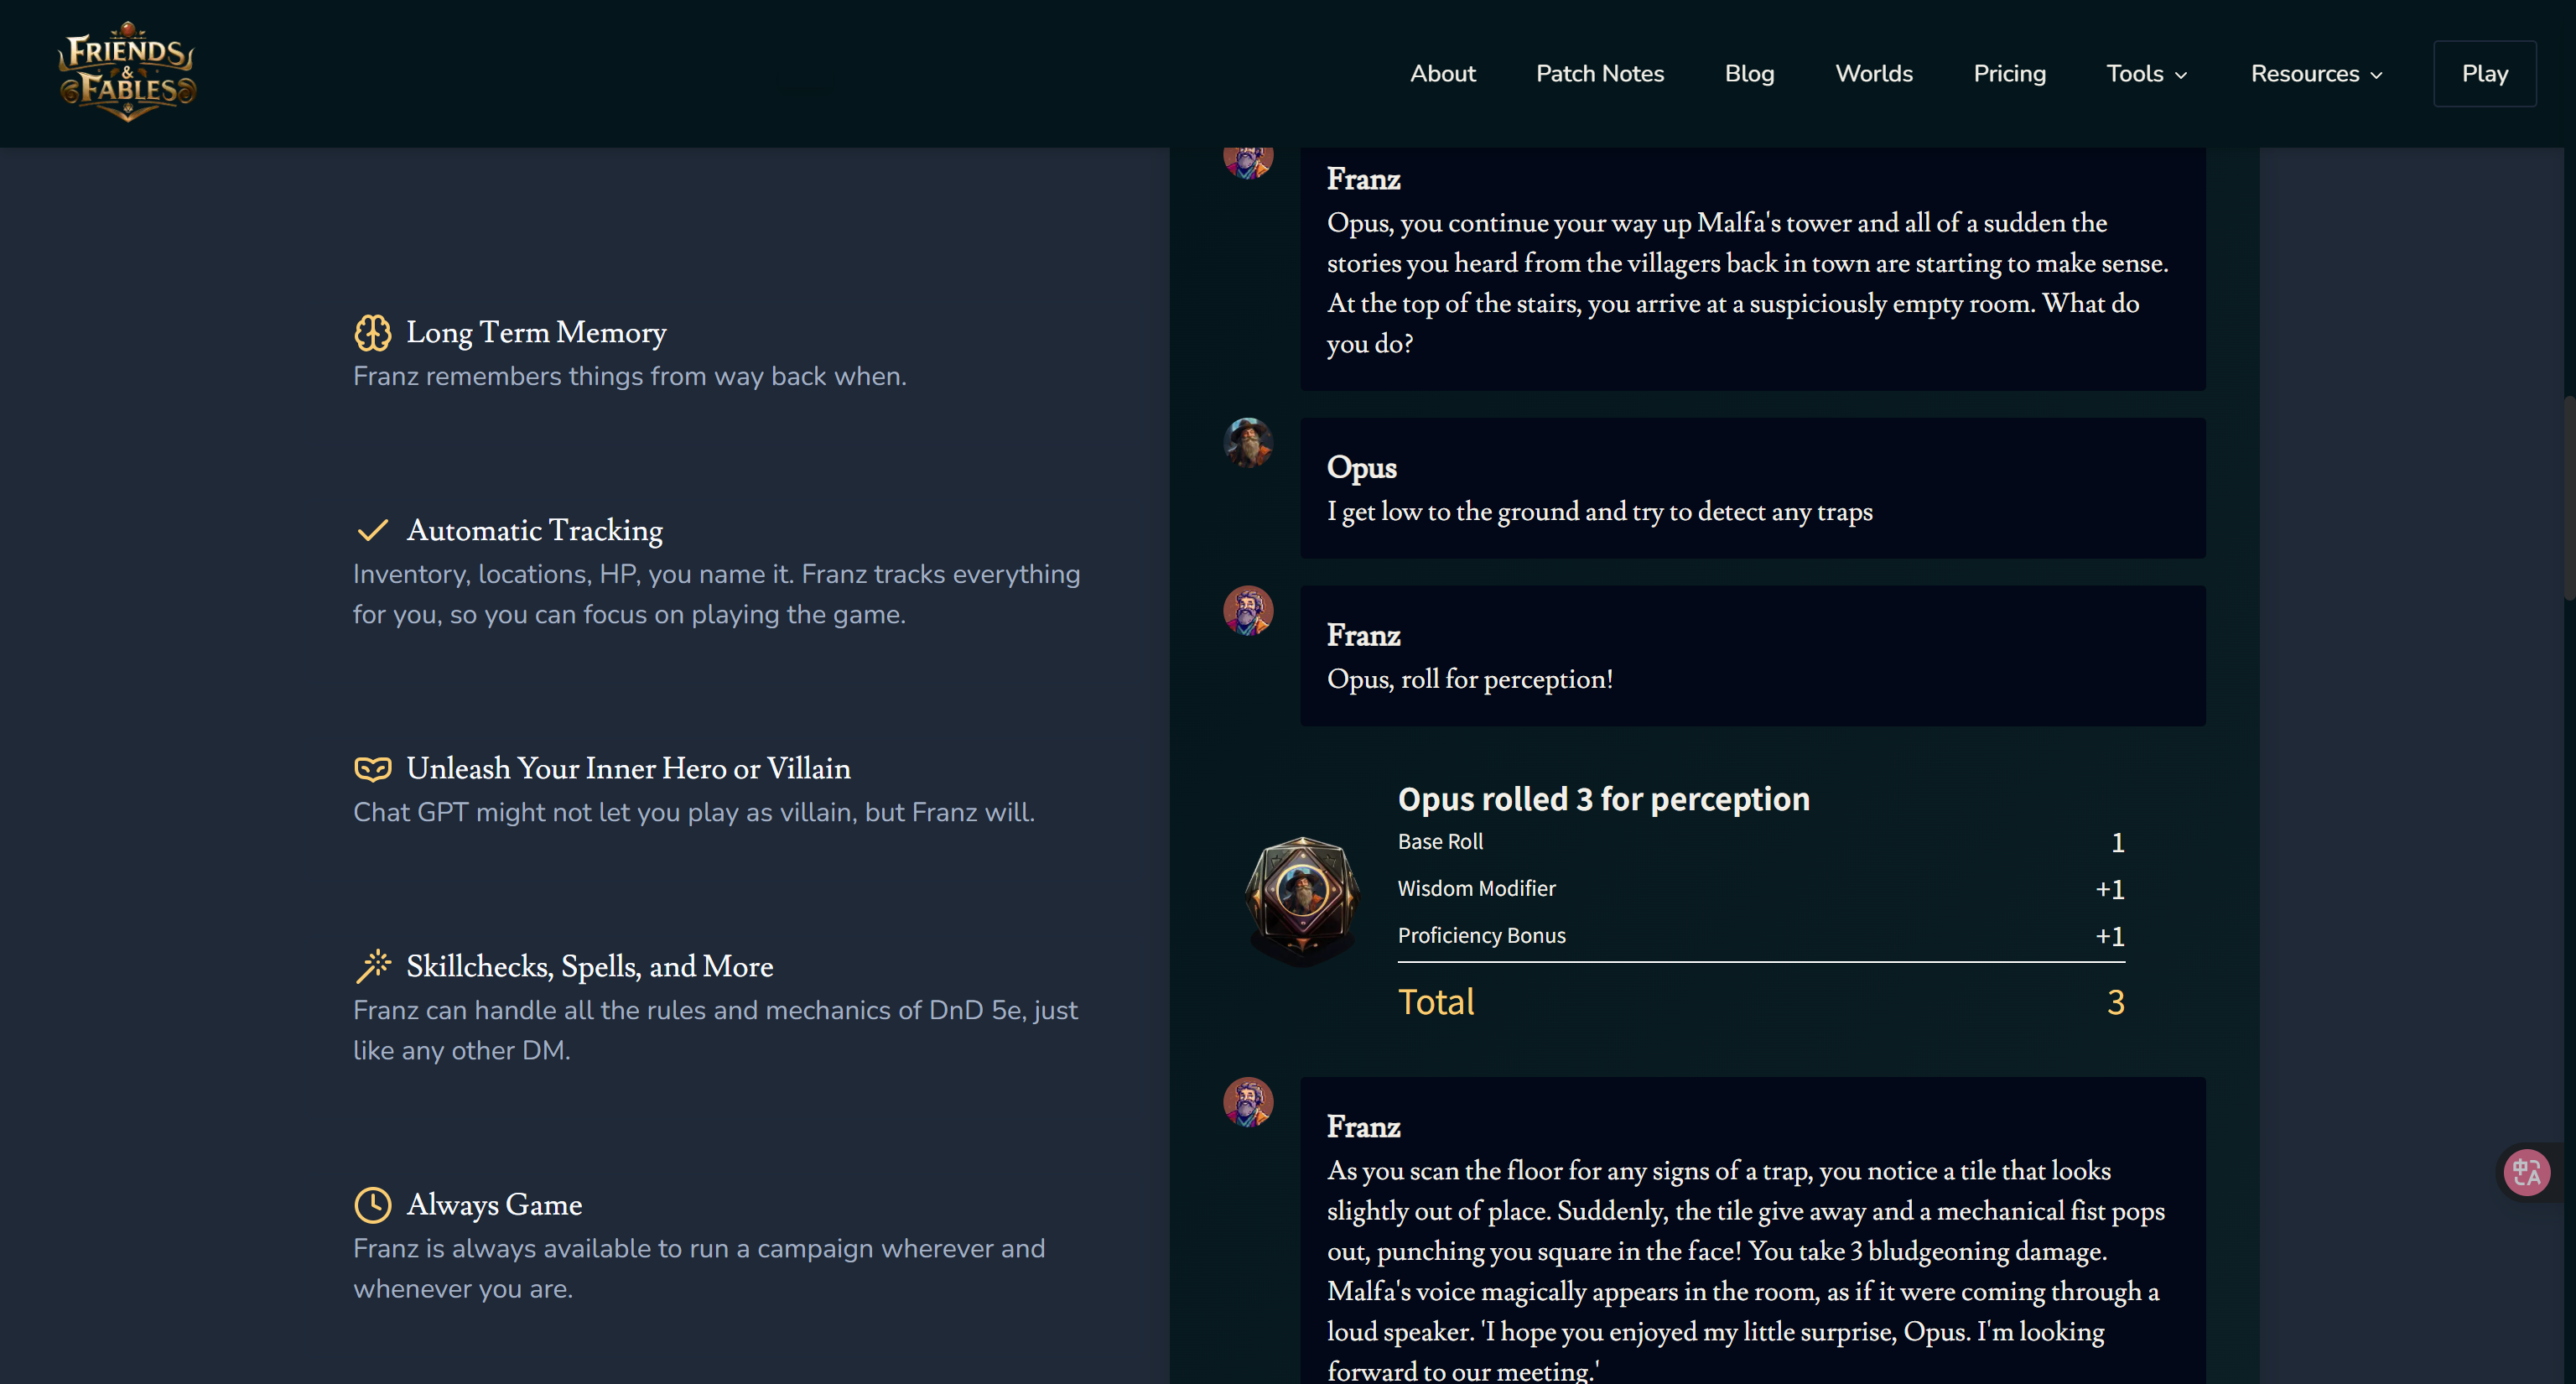 FRIENDS
&
FABLES
About
Patch Notes
Blog
Worlds
Pricing
Tools
Resources
Play
Long Term Memory
Franz remembers things from way back when.
Automatic Tracking
Inventory, locations, HP, you name it. Franz tracks everything
for you, so you can focus on playing the game.
Unleash Your Inner Hero or Villain
Chat GPT might not let you play as villain, but Franz will.
Skillchecks, Spells, and More
Franz can handle all the rules and mechanics of DnD 5e, just
like any other DM.
Always Game
Franz is always available to run a campaign wherever and
whenever you are.
Franz
Opus, you continue your way up Malfa's tower and all of a sudden the
stories you heard from the villagers back in town are starting to make sense.
At the top of the stairs, you arrive at a suspiciously empty room. What do
you do?
Opus
I get low to the ground and try to detect any traps
Franz
Opus, roll for perception!
Opus rolled 3 for perception
Base Roll 1
Wisdom Modifier +1
Proficiency Bonus +1
Total 3
Franz
As you scan the floor for any signs of a trap, you notice a tile that looks
slightly out of place. Suddenly, the tile give away and a mechanical fist pops
out, punching you square in the face! You take 3 bludgeoning damage.
Malfa's voice magically appears in the room, as if it were coming through a
loud speaker. 'I hope you enjoyed my little surprise, Opus. I'm looking
forward to our meeting.'
中A